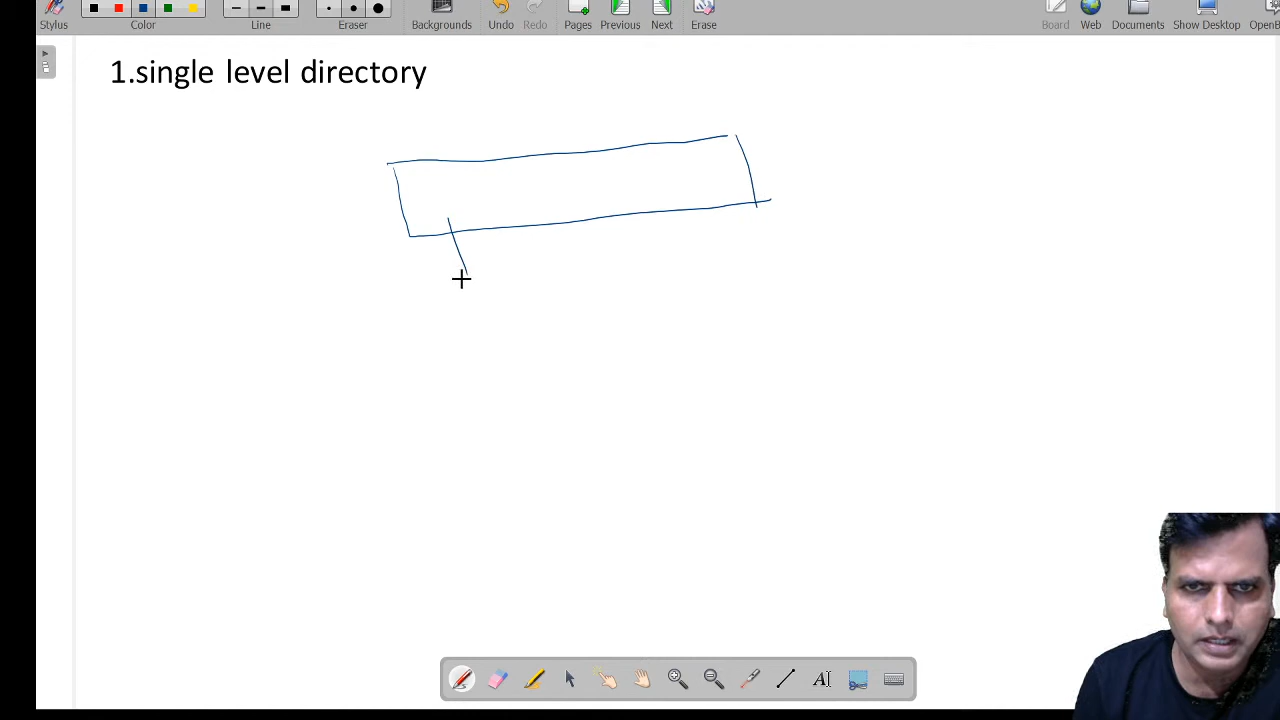 Stylus Color Line Eraser Backgrounds Undo Redo Pages Previous Next Erase Board Web Documents Show Desktop OpenB
1.single level directory